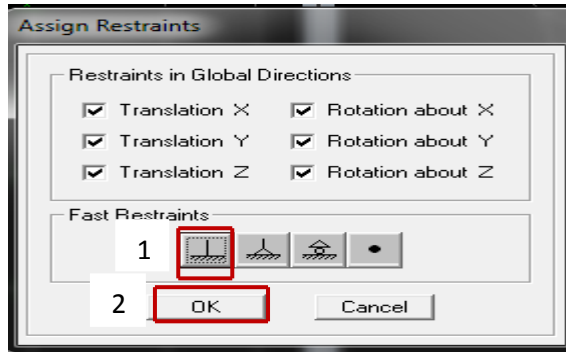 Assign Restraints
Restraints in Global Directions
Translation X Rotation about X
Translation Y Rotation about Y
Translation Z Rotation about Z
Fast Restraints
1
2 OK Cancel